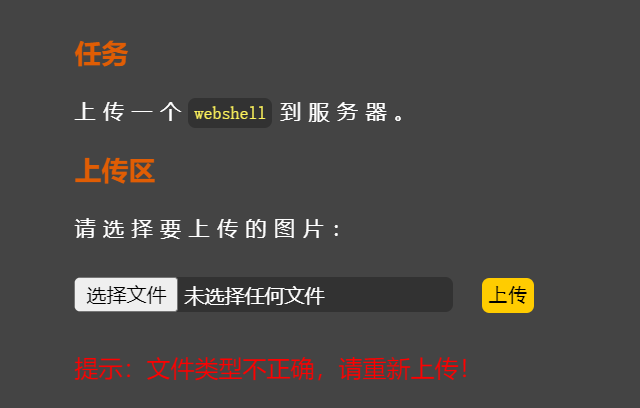 任务
上传一个 webshell 到服务器。
上传区
请选择要上传的图片：
选择文件 未选择任何文件 上传
提示：文件类型不正确，请重新上传！